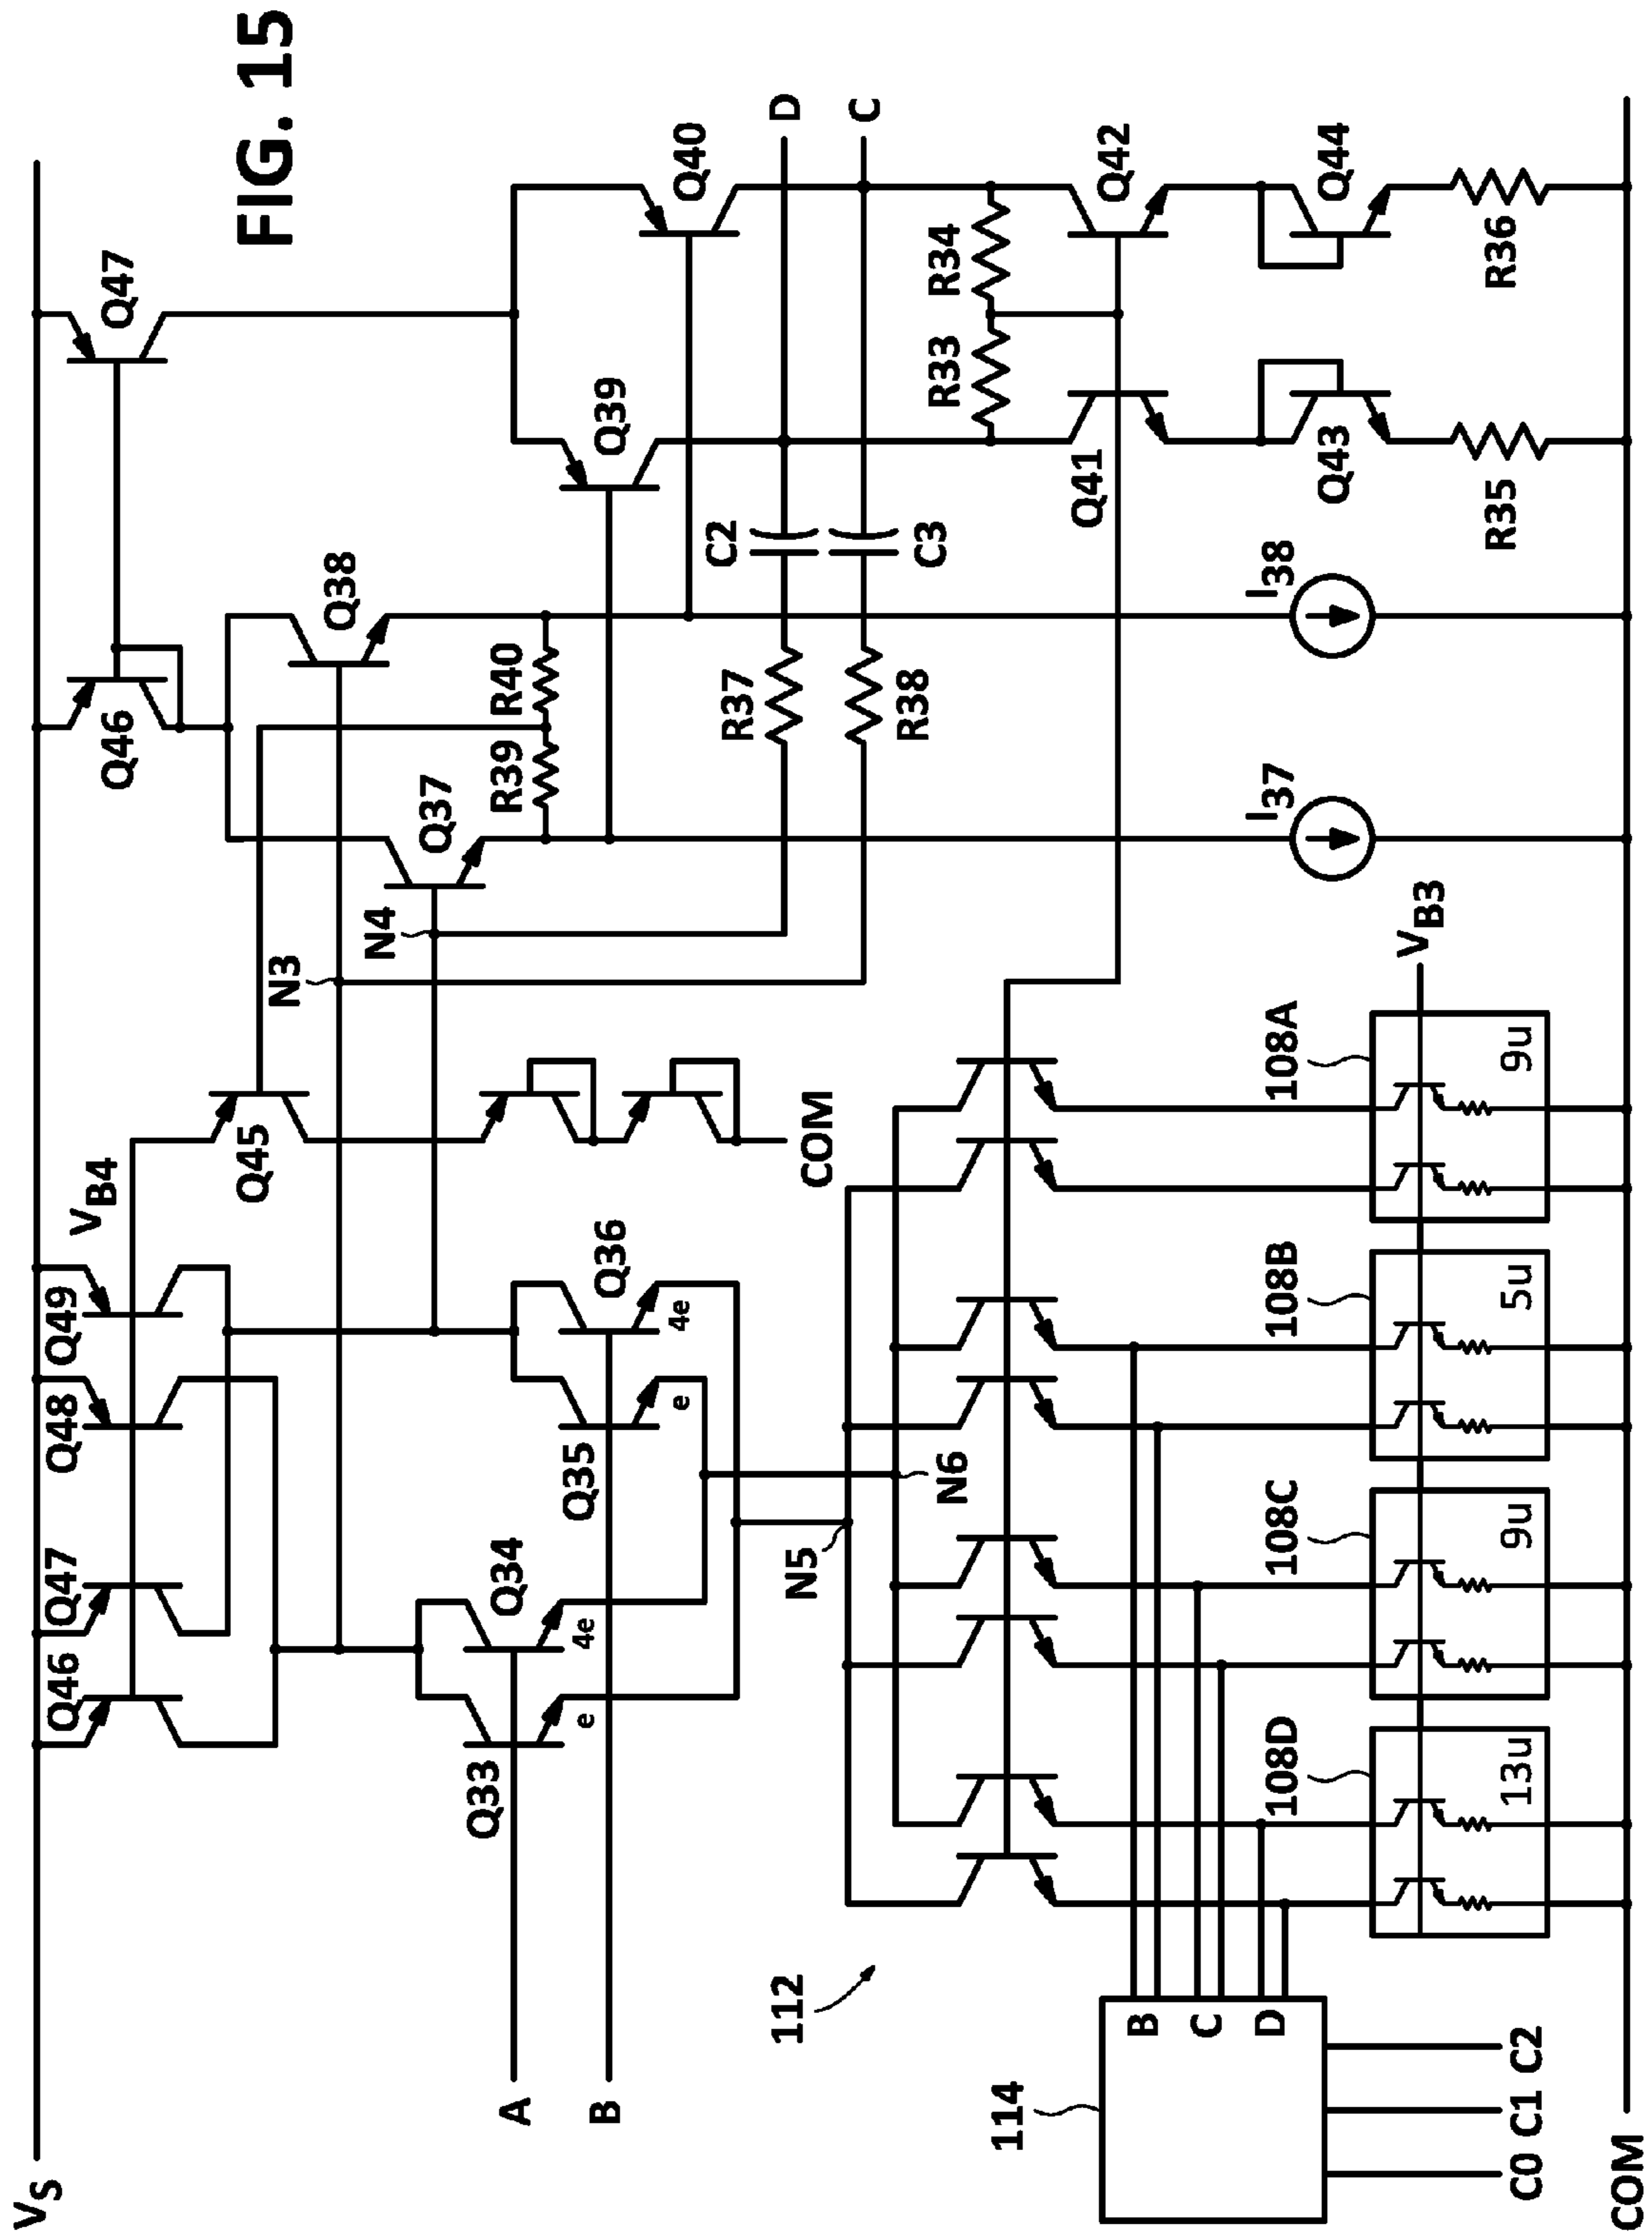 FIG. 15
VS
Q46
Q47
Q48
Q49
VB4
Q45
COM
N3
N4
Q46
Q47
Q37
Q38
R39
R40
Q39
Q40
A
B
Q33
e
Q34
4e
Q35
e
Q36
4e
R37
C2
D
R38
C3
C
R33
R34
Q41
Q42
Q43
Q44
R35
R36
I37
I38
N5
N6
112
114
B
C
D
C0
C1
C2
108D
13u
108C
9u
108B
5u
108A
9u
VB3
COM